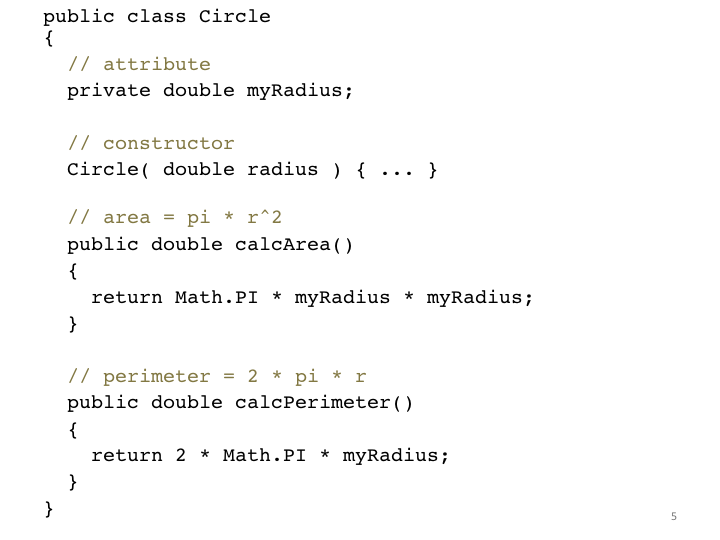 public class Circle
{
// attribute
private double myRadius;
// constructor
Circle( double radius ) { ... }
// area = pi * r^2
public double calcArea()
{
return Math.PI * myRadius * myRadius;
}
// perimeter = 2 * pi * r
public double calcPerimeter()
{
return 2 * Math.PI * myRadius;
}
}
5